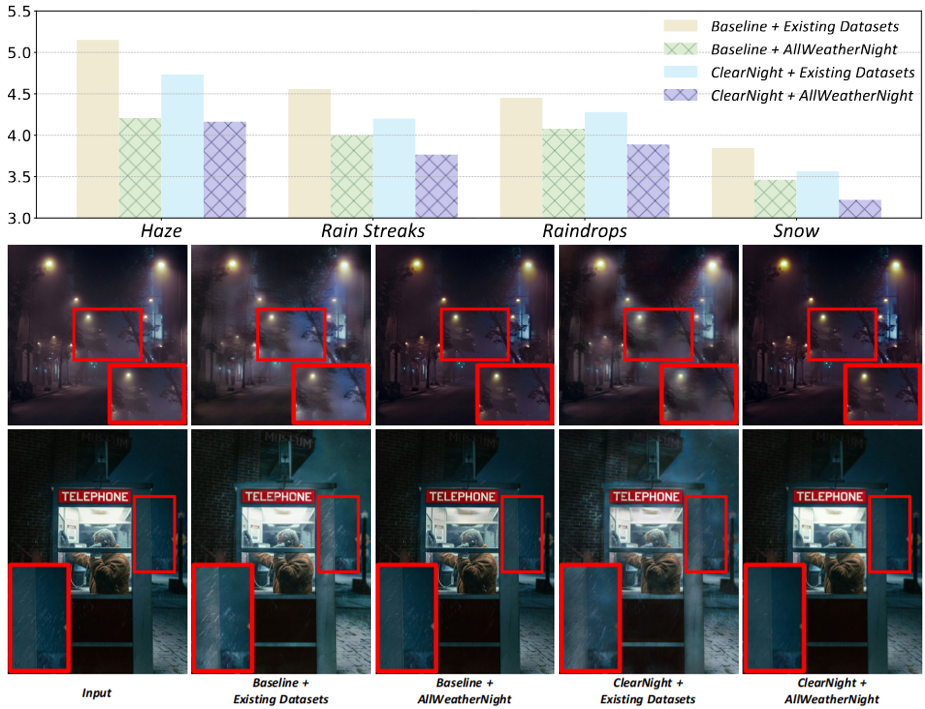 5.5
5.0
4.5
4.0
3.5
3.0
Baseline + Existing Datasets
Baseline + AllWeatherNight
ClearNight + Existing Datasets
ClearNight + AllWeatherNight
Haze Rain Streaks Raindrops Snow
MUSEUM
TELEPHONE TELEPHONE TELEPHONE TELEPHONE TELEPHONE
Input
Baseline +
Existing Datasets
Baseline +
AllWeatherNight
ClearNight +
Existing Datasets
ClearNight +
AllWeatherNight